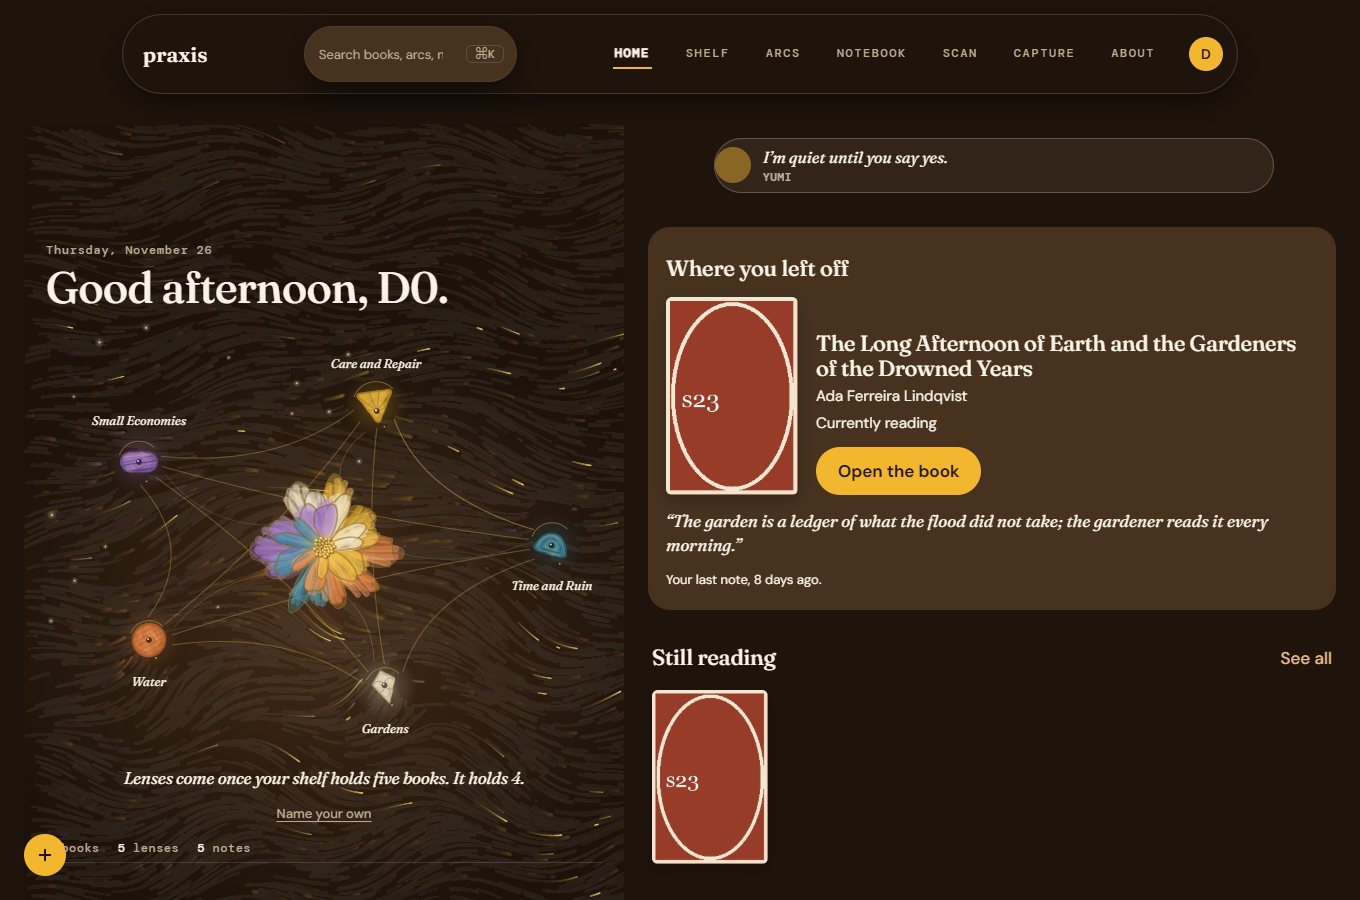 praxis
Search books, arcs, n
⌘K
HOME
SHELF
ARCS
NOTEBOOK
SCAN
CAPTURE
ABOUT
D
Thursday, November 26
Good afternoon, D0.
Care and Repair
Small Economies
Time and Ruin
Water
Gardens
Lenses come once your shelf holds five books. It holds 4.
Name your own
+
books 5 lenses 5 notes
I’m quiet until you say yes.
YUMI
Where you left off
s23
The Long Afternoon of Earth and the Gardeners
of the Drowned Years
Ada Ferreira Lindqvist
Currently reading
Open the book
“The garden is a ledger of what the flood did not take; the gardener reads it every
morning.”
Your last note, 8 days ago.
Still reading
See all
s23